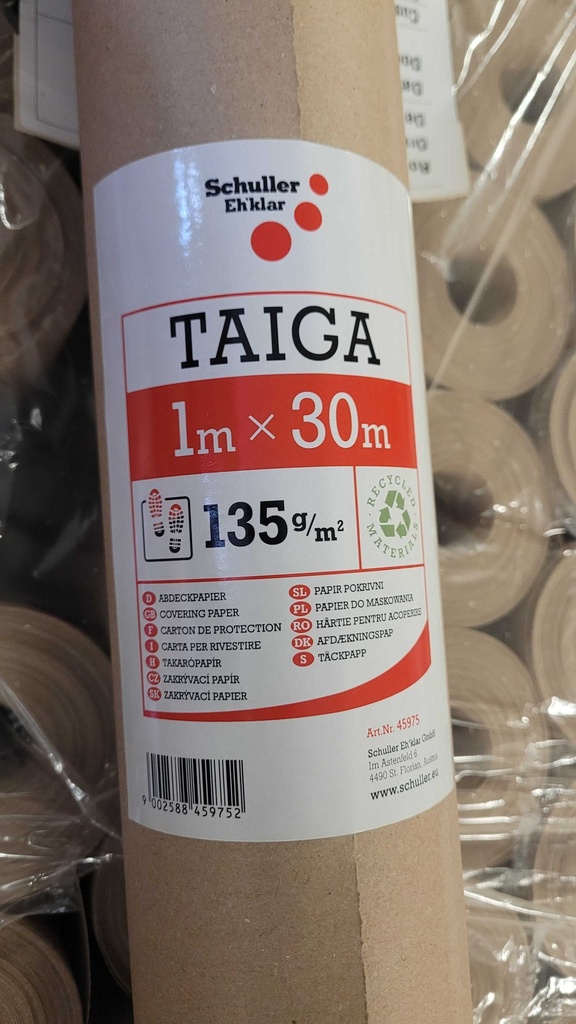 Schuller
Eh'klar
TAIGA
1m × 30m
135 g/m²
RECYCLED MATERIALS
D ABDECKPAPIER
GB COVERING PAPER
F CARTON DE PROTECTION
I CARTA PER RIVESTIRE
H TAKARÓPAPÍR
CZ ZAKRÝVACÍ PAPÍR
SK ZAKRÝVACÍ PAPIER
SL PAPIR POKRIVNI
PL PAPIER DO MASKOWANIA
RO HÂRTIE PENTRU ACOPERIRE
DK AFDÆKNINGSPAP
S TÄCKPAPP
Art.Nr. 45975
Schuller Eh'klar GmbH
Im Astenfeld 6
4490 St. Florian, Austria
www.schuller.eu
9 002588 459752